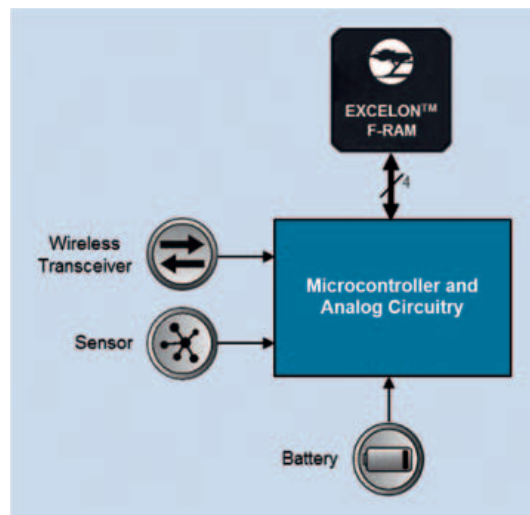 EXCELON™
F-RAM
4
Wireless
Transceiver
Microcontroller and
Analog Circuitry
Sensor
Battery